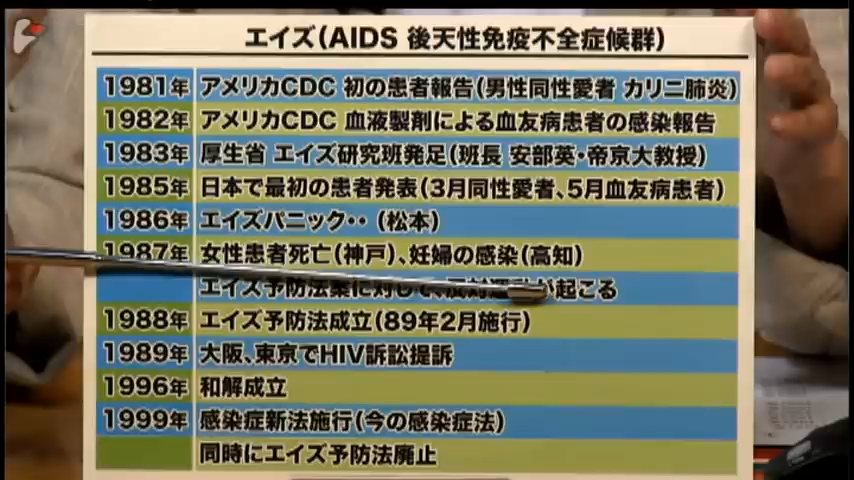 エイズ(AIDS 後天性免疫不全症候群)
1981年 アメリカCDC 初の患者報告(男性同性愛者 カリニ肺炎)
1982年 アメリカCDC 血液製剤による血友病患者の感染報告
1983年 厚生省 エイズ研究班発足(班長 安部英・帝京大教授)
1985年 日本で最初の患者発表(3月同性愛者、5月血友病患者)
1986年 エイズパニック‥(松本)
1987年 女性患者死亡(神戸)、妊婦の感染(高知)
エイズ予防法案に対して、反対運動が起こる
1988年 エイズ予防法成立(89年2月施行)
1989年 大阪、東京でHIV訴訟提訴
1996年 和解成立
1999年 感染症新法施行(今の感染症法)
同時にエイズ予防法廃止